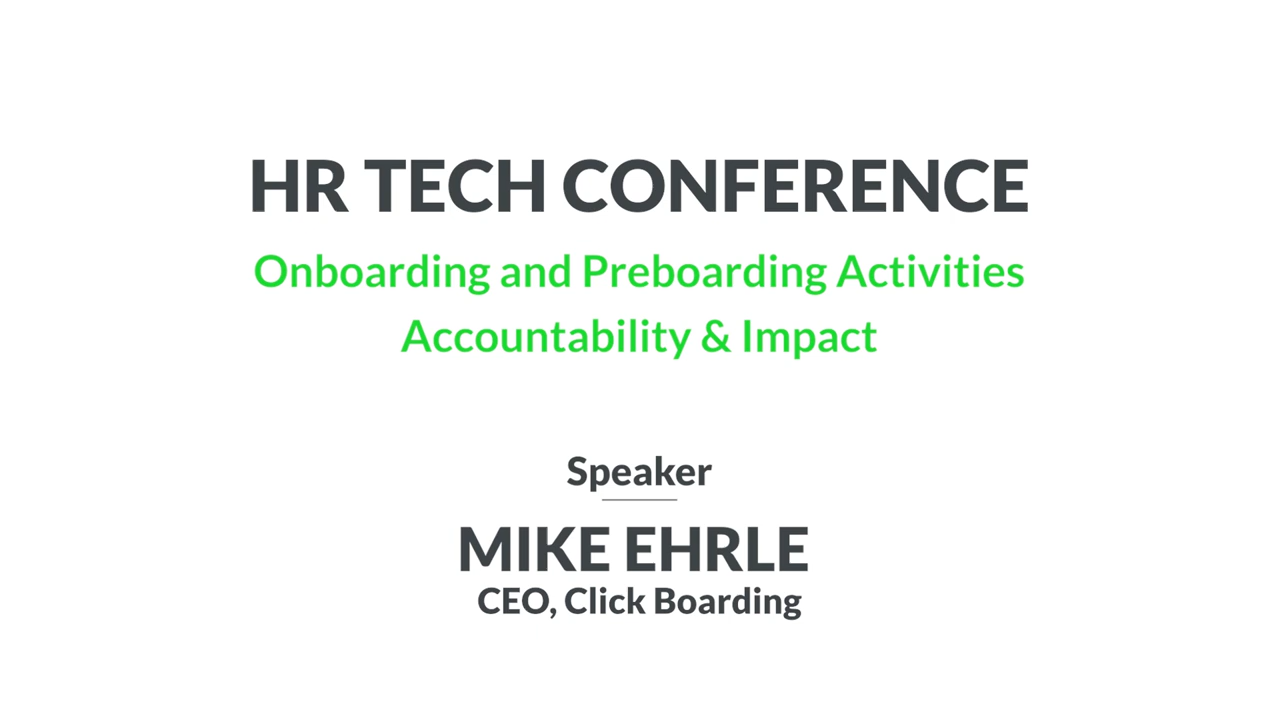 HR TECH CONFERENCE
Onboarding and Preboarding Activities
Accountability & Impact
Speaker
MIKE EHRLE
CEO, Click Boarding